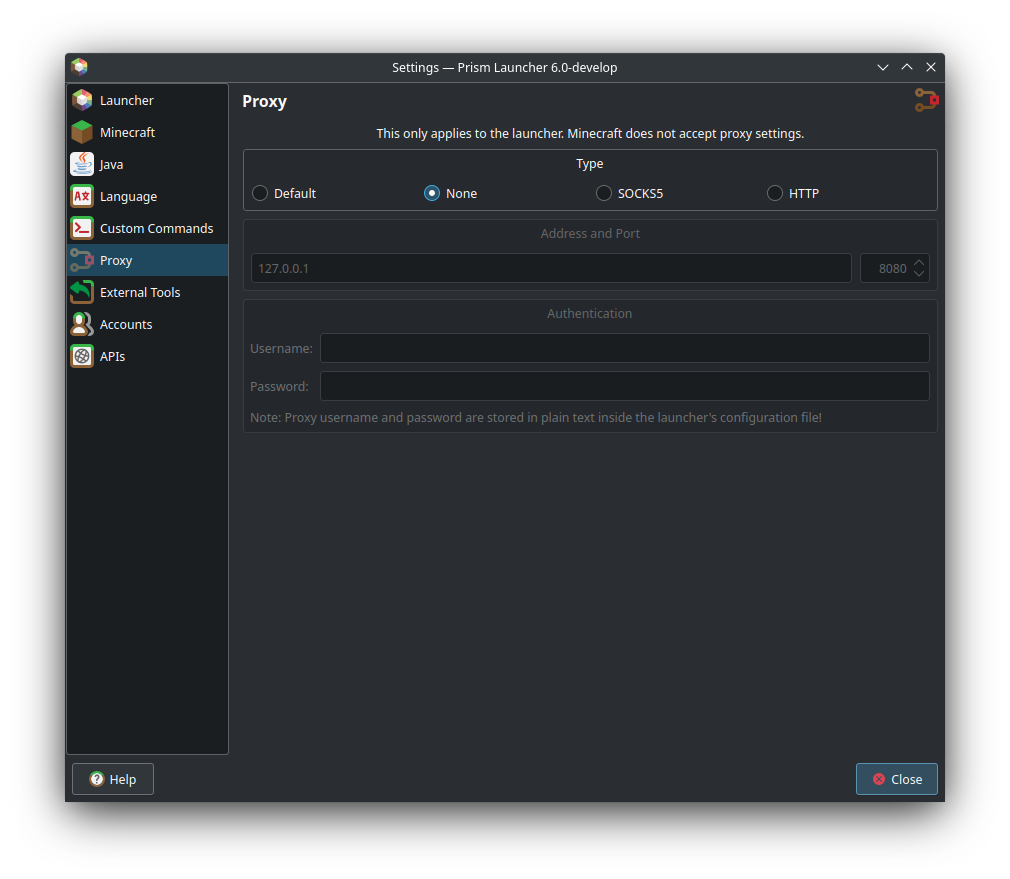 Settings — Prism Launcher 6.0-develop
Launcher
Minecraft
Java
Language
Custom Commands
Proxy
External Tools
Accounts
APIs
Proxy
This only applies to the launcher. Minecraft does not accept proxy settings.
Type
Default None SOCKS5 HTTP
Address and Port
127.0.0.1 8080
Authentication
Username:
Password:
Note: Proxy username and password are stored in plain text inside the launcher's configuration file!
Help Close